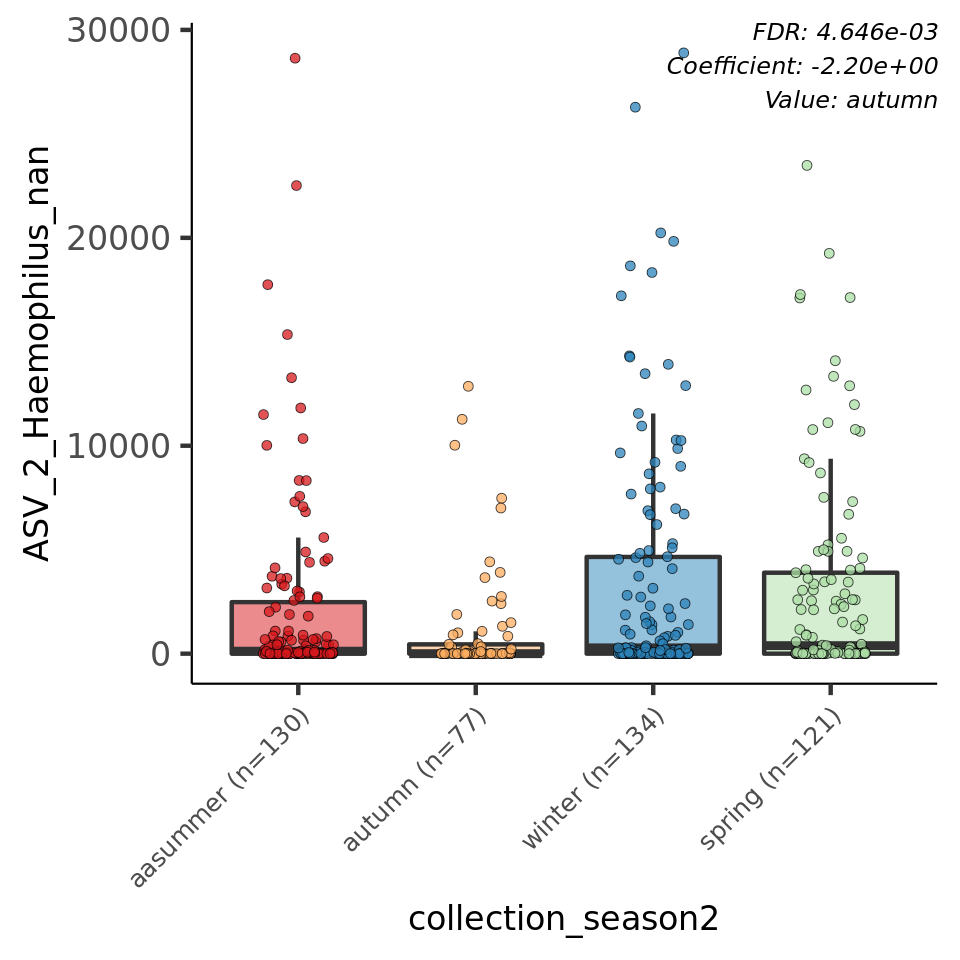 FDR: 4.646e-03
Coefficient: -2.20e+00
Value: autumn
ASV_2_Haemophilus_nan
30000
20000
10000
0
aasummer (n=130)
autumn (n=77)
winter (n=134)
spring (n=121)
collection_season2